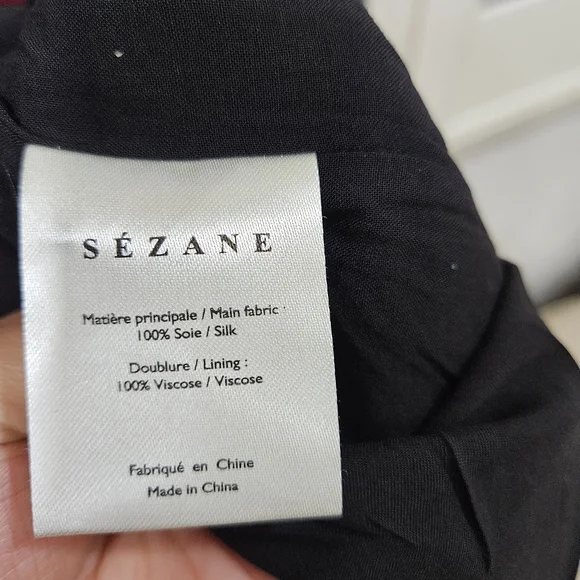 SÉZANE
Matière principale / Main fabric :
100% Soie / Silk
Doublure / Lining :
100% Viscose / Viscose
Fabriqué en Chine
Made in China